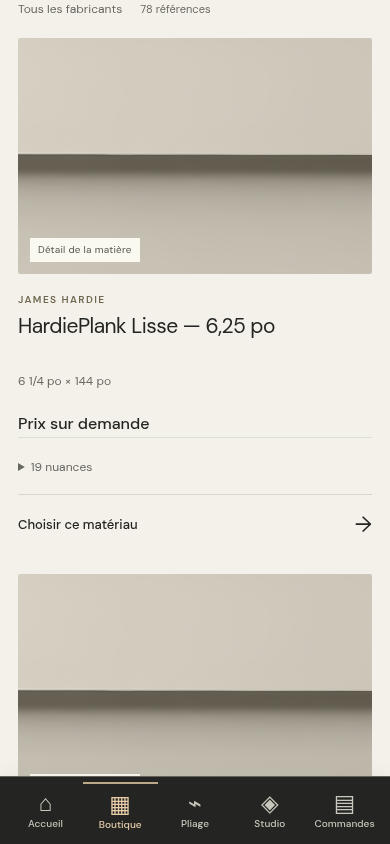 Tous les fabricants 78 références
Détail de la matière
JAMES HARDIE
HardiePlank Lisse — 6,25 po
6 1/4 po × 144 po
Prix sur demande
19 nuances
Choisir ce matériau
Accueil Boutique Pliage Studio Commandes